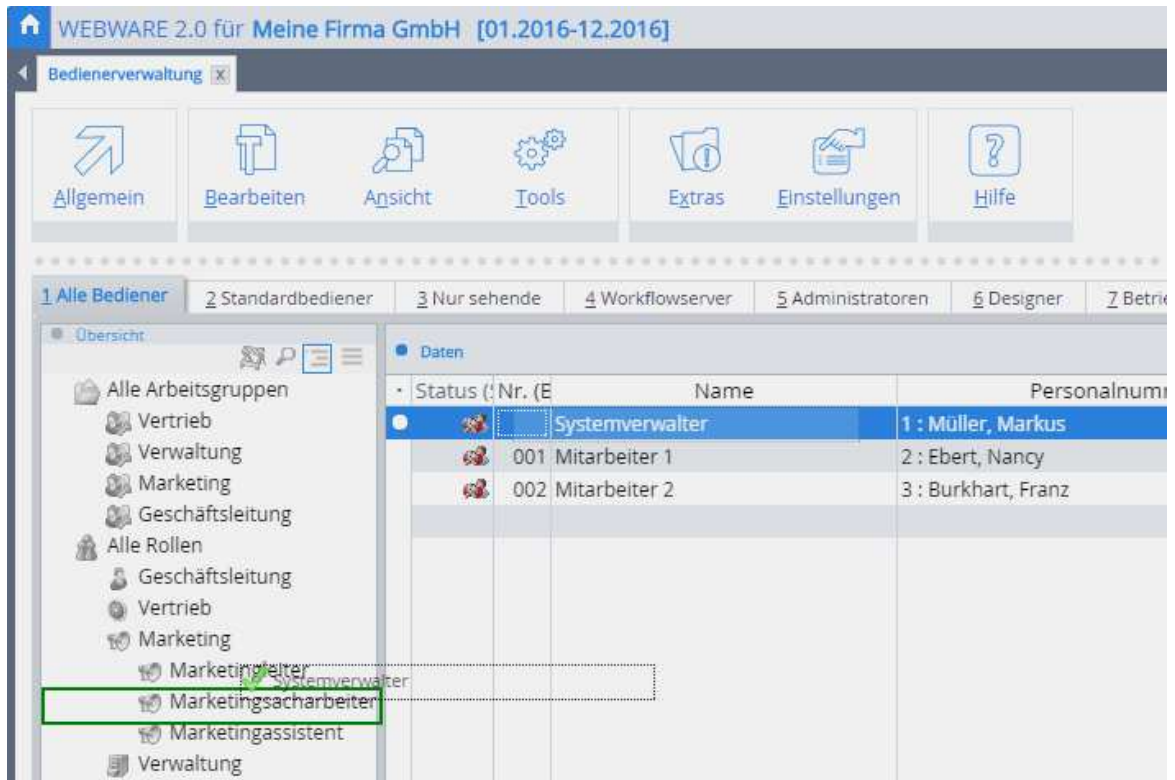 WEBWARE 2.0 für Meine Firma GmbH [01.2016-12.2016]
Bedienerverwaltung x
Allgemein Bearbeiten Ansicht Tools Extras Einstellungen Hilfe
1 Alle Bediener 2 Standardbediener 3 Nur sehende 4 Workflowserver 5 Administratoren 6 Designer 7 Betrie
Übersicht
Daten
Alle Arbeitsgruppen
Vertrieb
Verwaltung
Marketing
Geschäftsleitung
Alle Rollen
Geschäftsleitung
Vertrieb
Marketing
Marketingleiter
Systemverwalter
Marketingsacharbeiter
Marketingassistent
Verwaltung
Status (S Nr. (E Name Personalnumm
Systemverwalter 1 : Müller, Markus
001 Mitarbeiter 1 2 : Ebert, Nancy
002 Mitarbeiter 2 3 : Burkhart, Franz